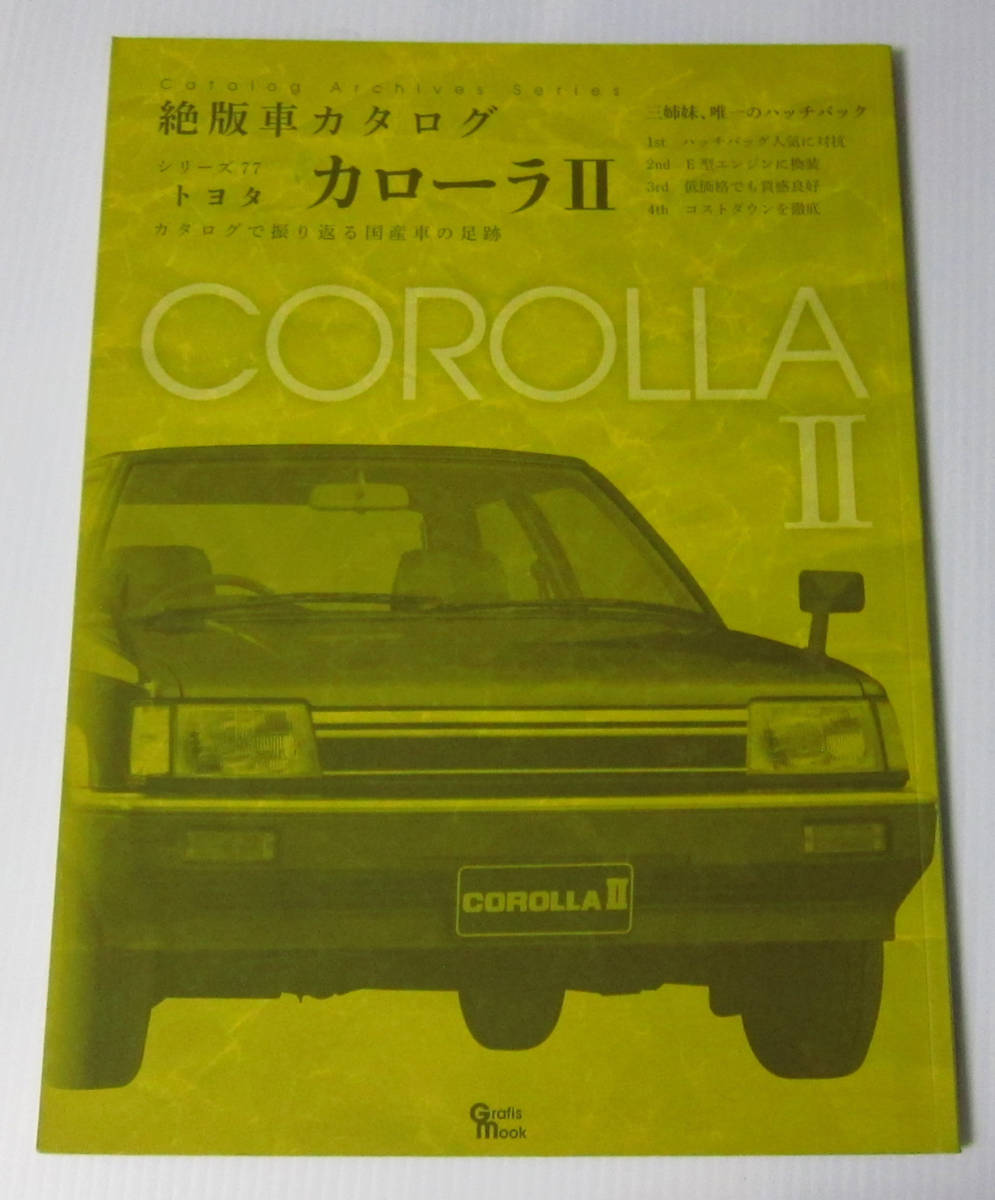 Catalog Archives Series
絶版車カタログ
シリーズ77
トヨタ カローラII
カタログで振り返る国産車の足跡
三姉妹、唯一のハッチバック
1st ハッチバッグ人気に対抗
2nd E型エンジンに換装
3rd 低価格でも質感良好
4th コストダウンを徹底
COROLLA
II
COROLLA II
Grafis
mook